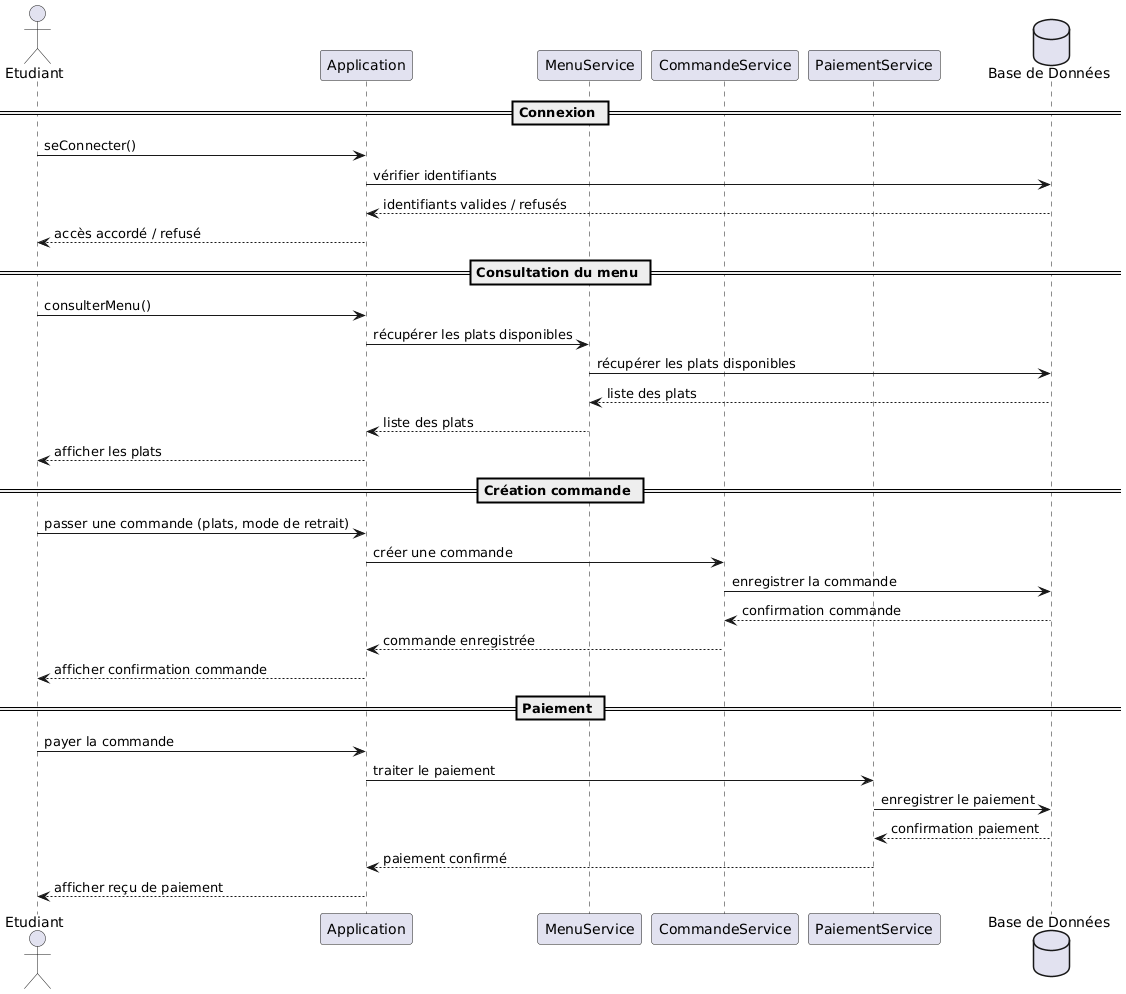 Etudiant
Application
MenuService
CommandeService
PaiementService
Base de Données
Connexion
seConnecter()
vérifier identifiants
identifiants valides / refusés
accès accordé / refusé
Consultation du menu
consulterMenu()
récupérer les plats disponibles
récupérer les plats disponibles
liste des plats
liste des plats
afficher les plats
Création commande
passer une commande (plats, mode de retrait)
créer une commande
enregistrer la commande
confirmation commande
commande enregistrée
afficher confirmation commande
Paiement
payer la commande
traiter le paiement
enregistrer le paiement
confirmation paiement
paiement confirmé
afficher reçu de paiement
Etudiant
Application
MenuService
CommandeService
PaiementService
Base de Données